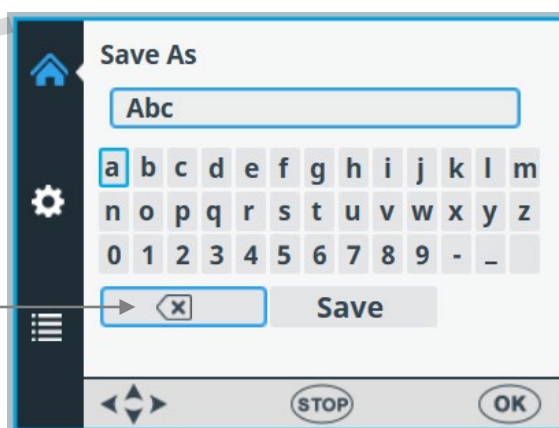 Save As
Abc
a b c d e f g h i j k l m
n o p q r s t u v w x y z
0 1 2 3 4 5 6 7 8 9 - _
Save
STOP OK